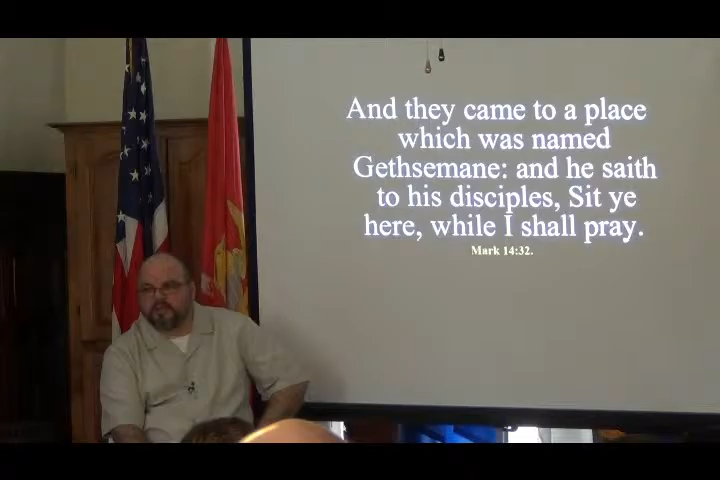 And they came to a place
which was named
Gethsemane: and he saith
to his disciples, Sit ye
here, while I shall pray.
Mark 14:32.